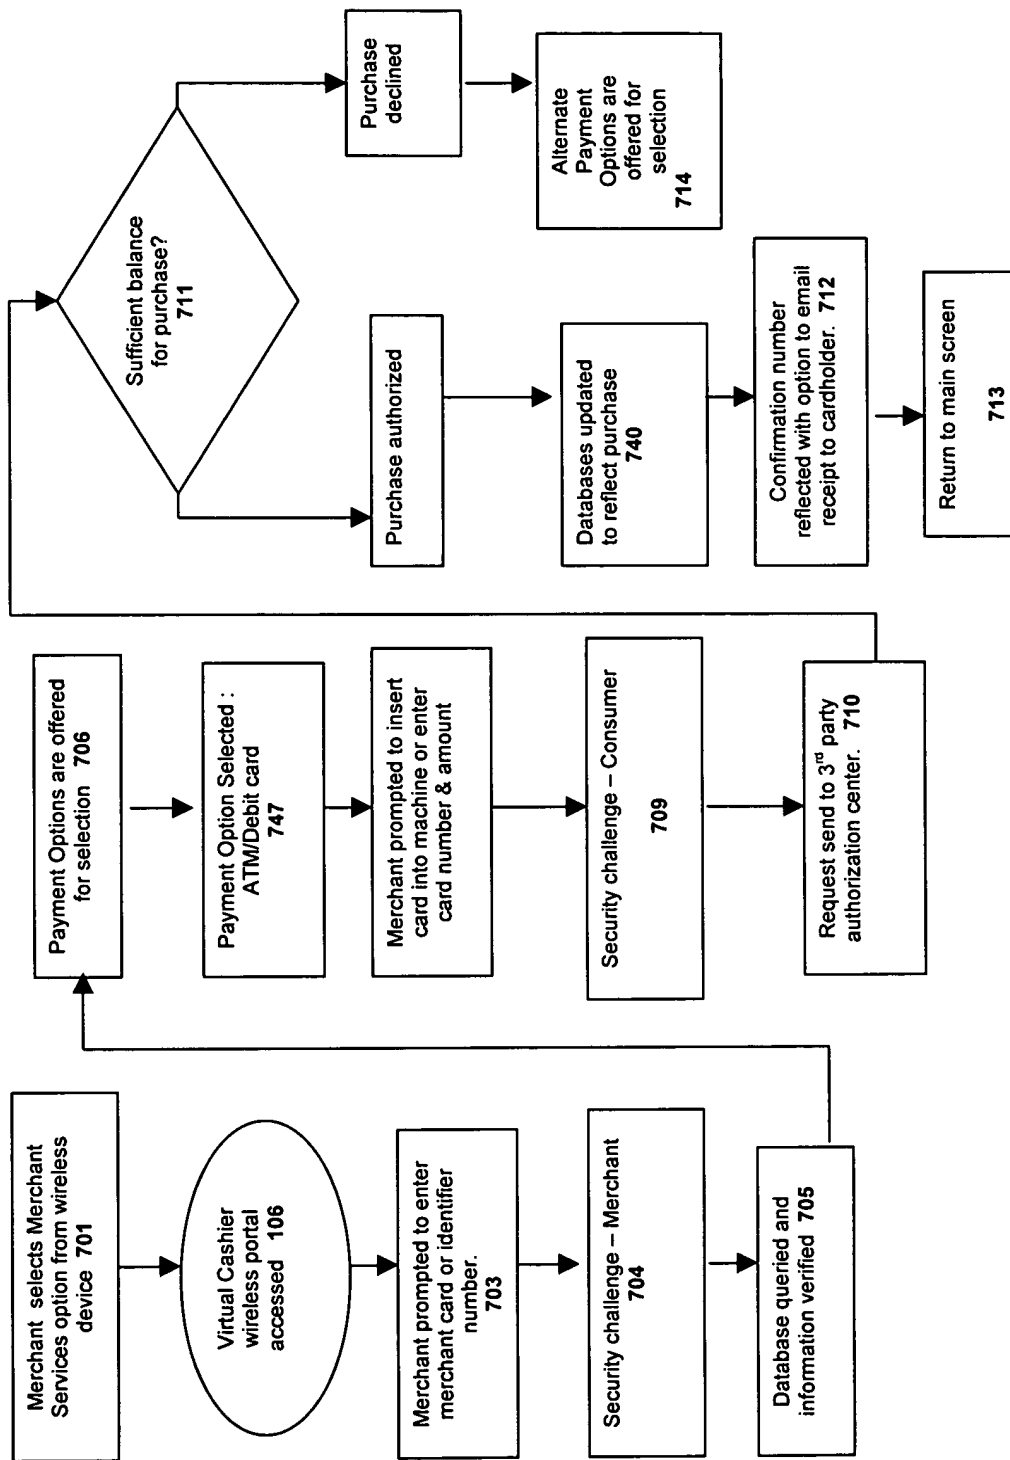 Merchant selects Merchant
Services option from wireless
device 701
Virtual Cashier
wireless portal
accessed 106
Merchant prompted to enter
merchant card or identifier
number.
703
Security challenge – Merchant
704
Database queried and
information verified 705
Payment Options are offered
for selection 706
Payment Option Selected :
ATM/Debit card
747
Merchant prompted to insert
card into machine or enter
card number & amount
Security challenge – Consumer
709
Request send to 3rd party
authorization center. 710
Sufficient balance
for purchase?
711
Purchase authorized
Databases updated
to reflect purchase
740
Confirmation number
reflected with option to email
receipt to cardholder. 712
Return to main screen
713
Purchase
declined
Alternate
Payment
Options are
offered for
selection
714